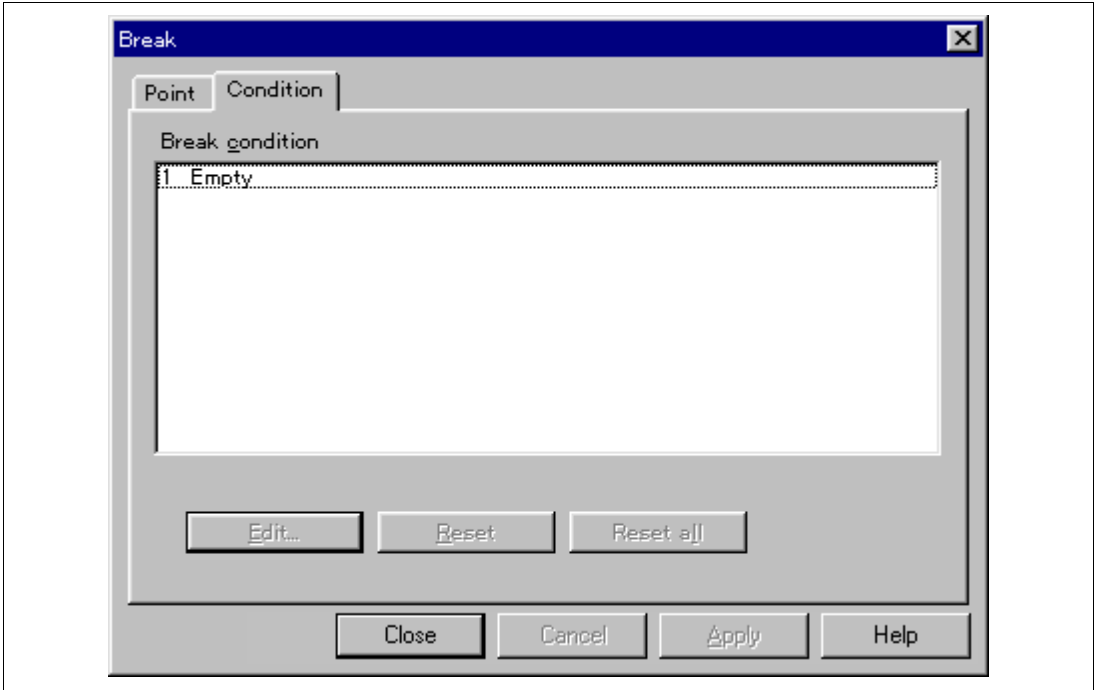 Break
Point Condition
Break condition
1 Empty
Edit... Reset Reset all
Close Cancel Apply Help